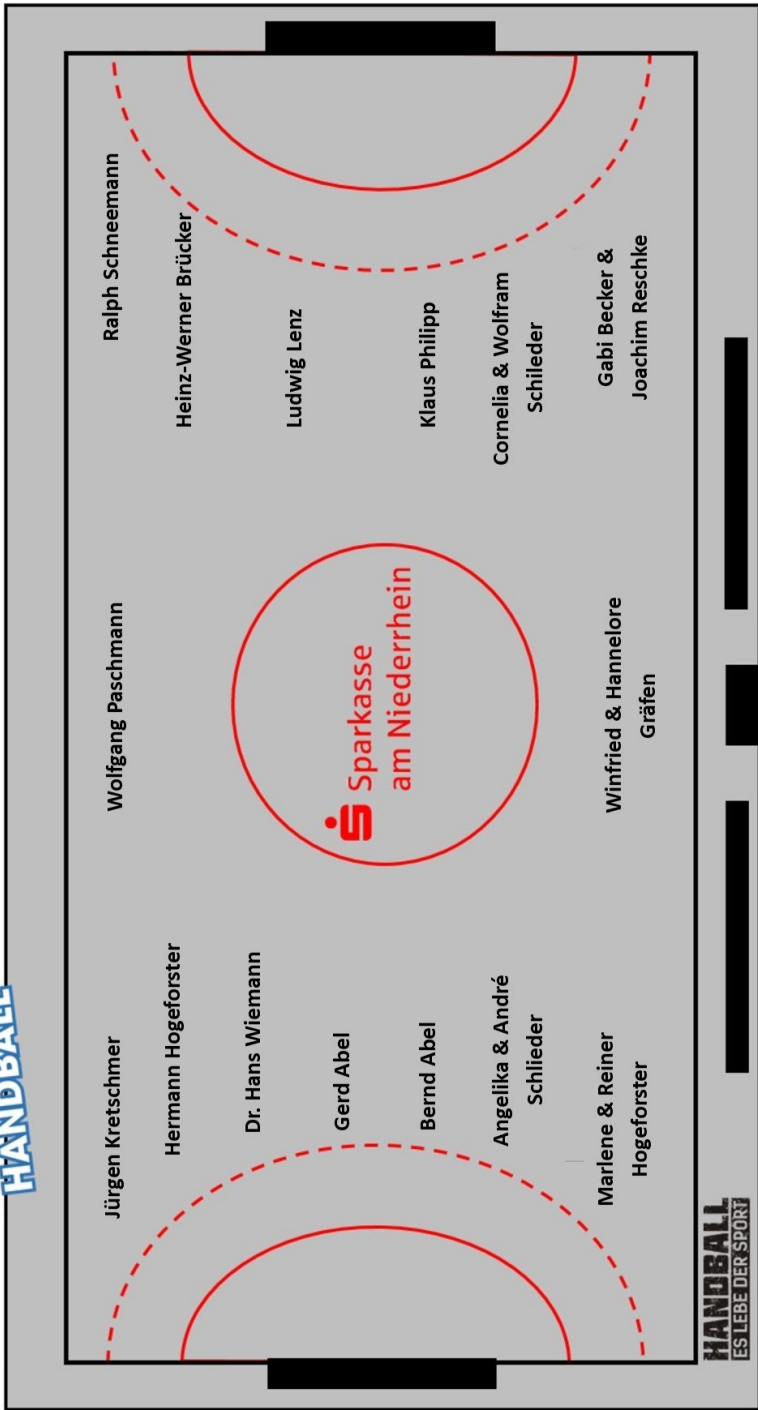 HANDBALL
Jürgen Kretschmer
Wolfgang Paschmann
Ralph Schneemann
Hermann Hogeforster
Heinz-Werner Brücker
Dr. Hans Wiemann
Ludwig Lenz
Gerd Abel
Sparkasse
am Niederrhein
Bernd Abel
Klaus Philipp
Angelika & André
Schlieder
Cornelia & Wolfram
Schileder
Marlene & Reiner
Hogeforster
Winfried & Hannelore
Gräfen
Gabi Becker &
Joachim Reschke
HANDBALL
ES LEBE DER SPORT